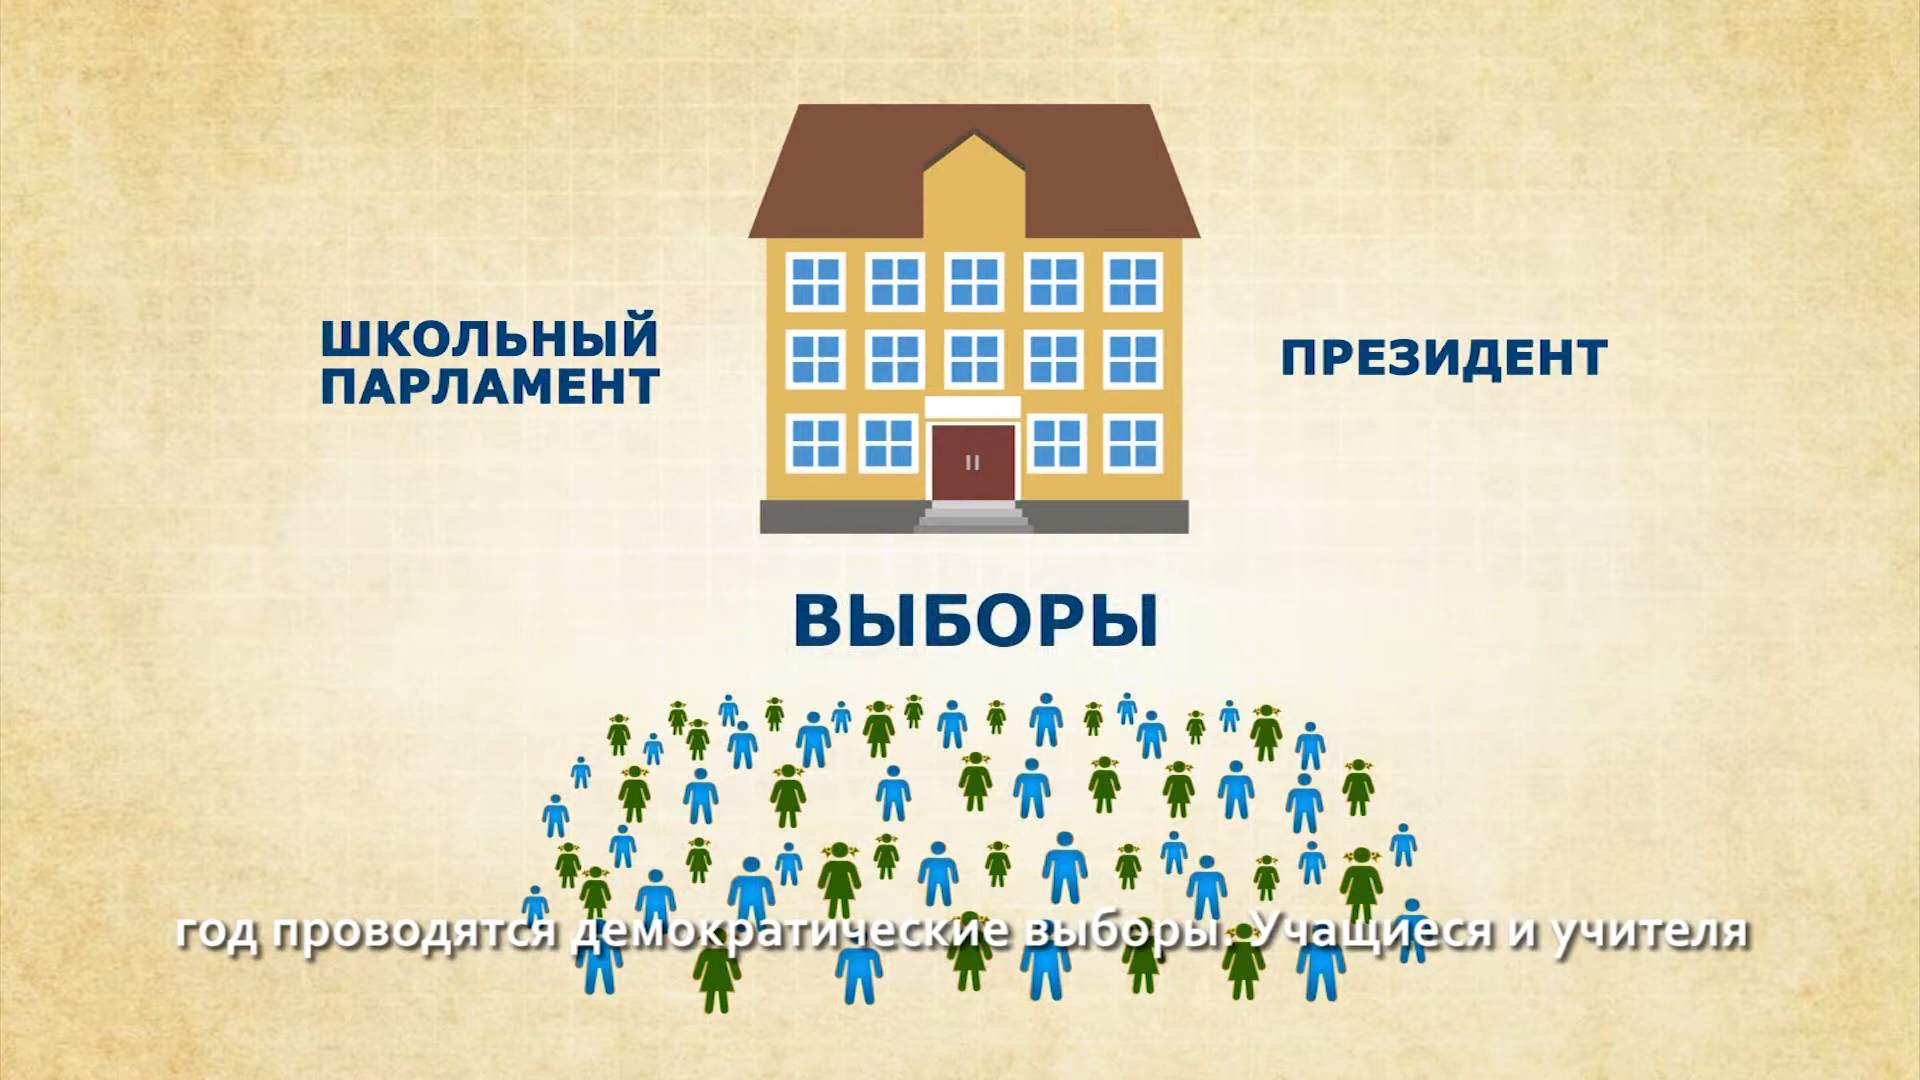 ШКОЛЬНЫЙ
ПАРЛАМЕНТ
ПРЕЗИДЕНТ
ВЫБОРЫ
год проводятся демократические выборы. Учащиеся и учителя